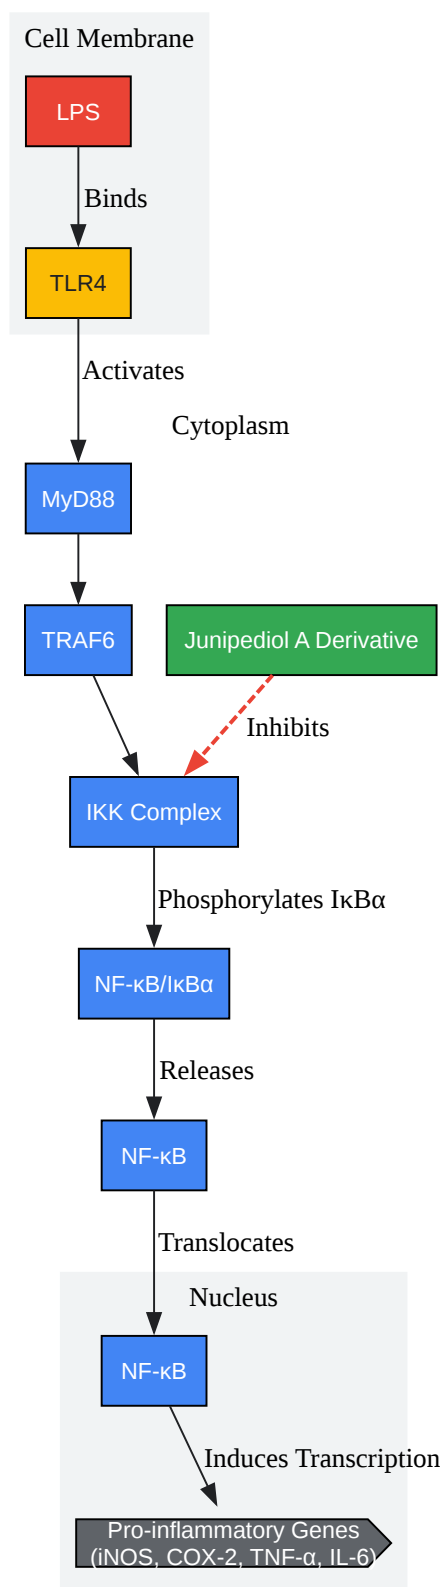 Cell Membrane
LPS
Binds
TLR4
Activates
Cytoplasm
MyD88
TRAF6
Junipediol A Derivative
Inhibits
IKK Complex
Phosphorylates IκBα
NF-κB/IκBα
Releases
NF-κB
Translocates
Nucleus
NF-κB
Induces Transcription
Pro-inflammatory Genes
(iNOS, COX-2, TNF-α, IL-6)